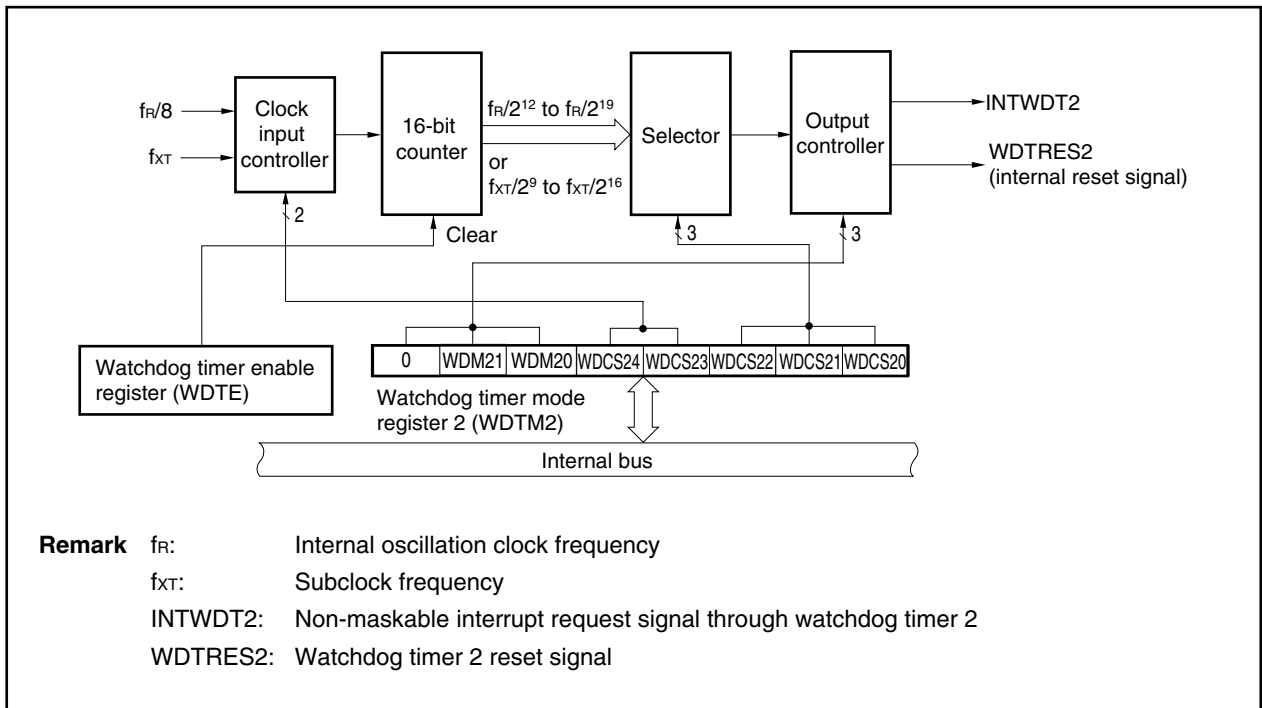 fR/8
fXT
Clock
input
controller
2
16-bit
counter
Clear
fR/2¹² to fR/2¹⁹
or
fXT/2⁹ to fXT/2¹⁶
Selector
3
Output
controller
3
INTWDT2
WDTRES2
(internal reset signal)
Watchdog timer enable
register (WDTE)
0 WDM21 WDM20 WDCS24 WDCS23 WDCS22 WDCS21 WDCS20
Watchdog timer mode
register 2 (WDTM2)
Internal bus
Remark fR: Internal oscillation clock frequency
fXT: Subclock frequency
INTWDT2: Non-maskable interrupt request signal through watchdog timer 2
WDTRES2: Watchdog timer 2 reset signal